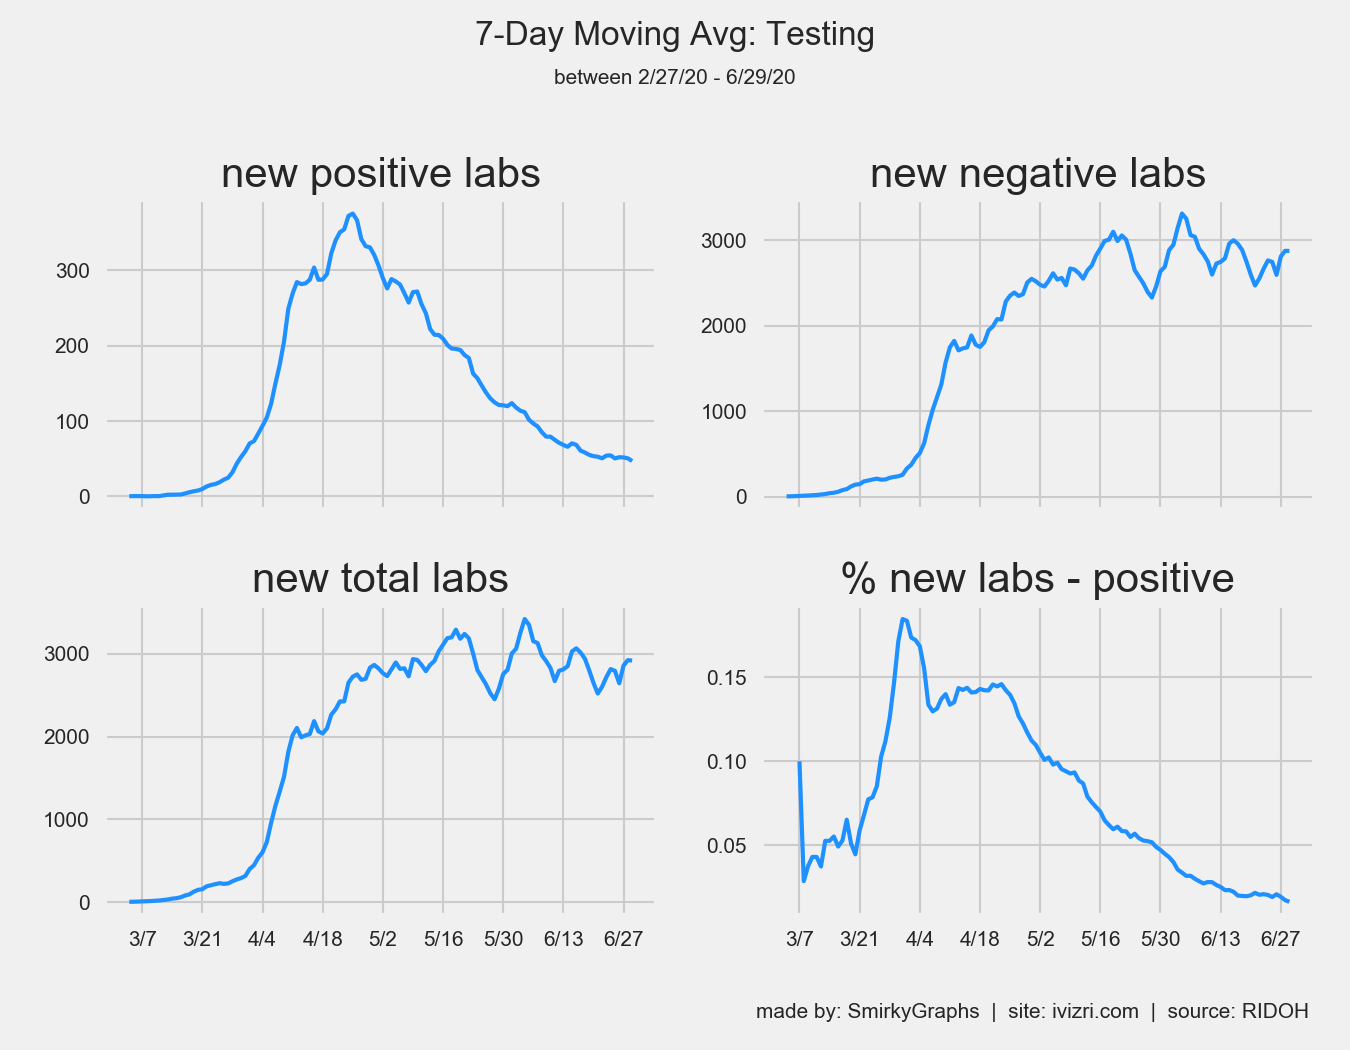 7-Day Moving Avg: Testing
between 2/27/20 - 6/29/20
new positive labs
300
200
100
0
new negative labs
3000
2000
1000
0
new total labs
3000
2000
1000
0
3/7 3/21 4/4 4/18 5/2 5/16 5/30 6/13 6/27
% new labs - positive
0.15
0.10
0.05
3/7 3/21 4/4 4/18 5/2 5/16 5/30 6/13 6/27
made by: SmirkyGraphs | site: ivizri.com | source: RIDOH